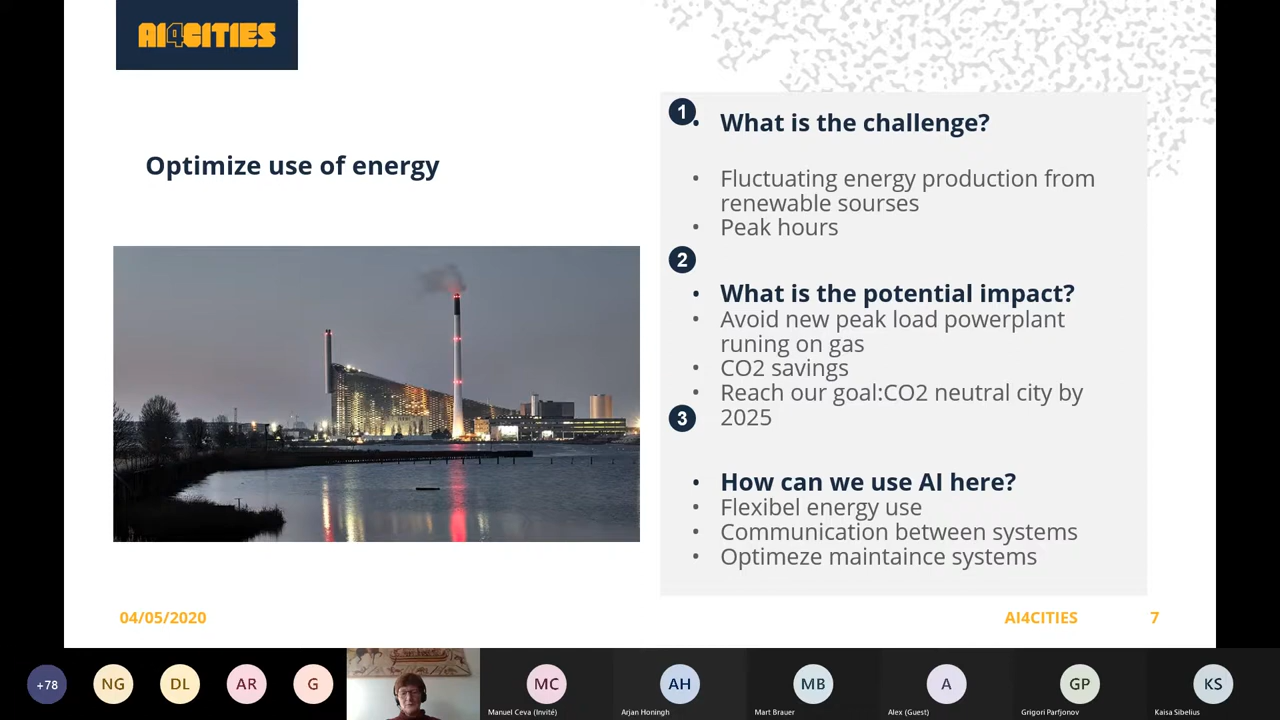 AI4CITIES
Optimize use of energy
1
• What is the challenge?
• Fluctuating energy production from
renewable sourses
• Peak hours
2
• What is the potential impact?
• Avoid new peak load powerplant
runing on gas
• CO2 savings
• Reach our goal:CO2 neutral city by
2025
3
• How can we use AI here?
• Flexibel energy use
• Communication between systems
• Optimeze maintaince systems
04/05/2020
AI4CITIES
7
+78
NG
DL
AR
G
MC
AH
MB
A
GP
KS
Manuel Ceva (Invité)
Arjan Honingh
Mart Brauer
Alex (Guest)
Grigori Parfjonov
Kaisa Sibelius